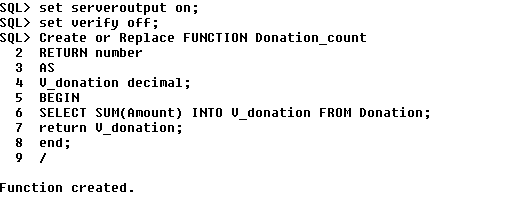 SQL> set serveroutput on;
SQL> set verify off;
SQL> Create or Replace FUNCTION Donation_count
2 RETURN number
3 AS
4 V_donation decimal;
5 BEGIN
6 SELECT SUM(Amount) INTO V_donation FROM Donation;
7 return V_donation;
8 end;
9 /
Function created.